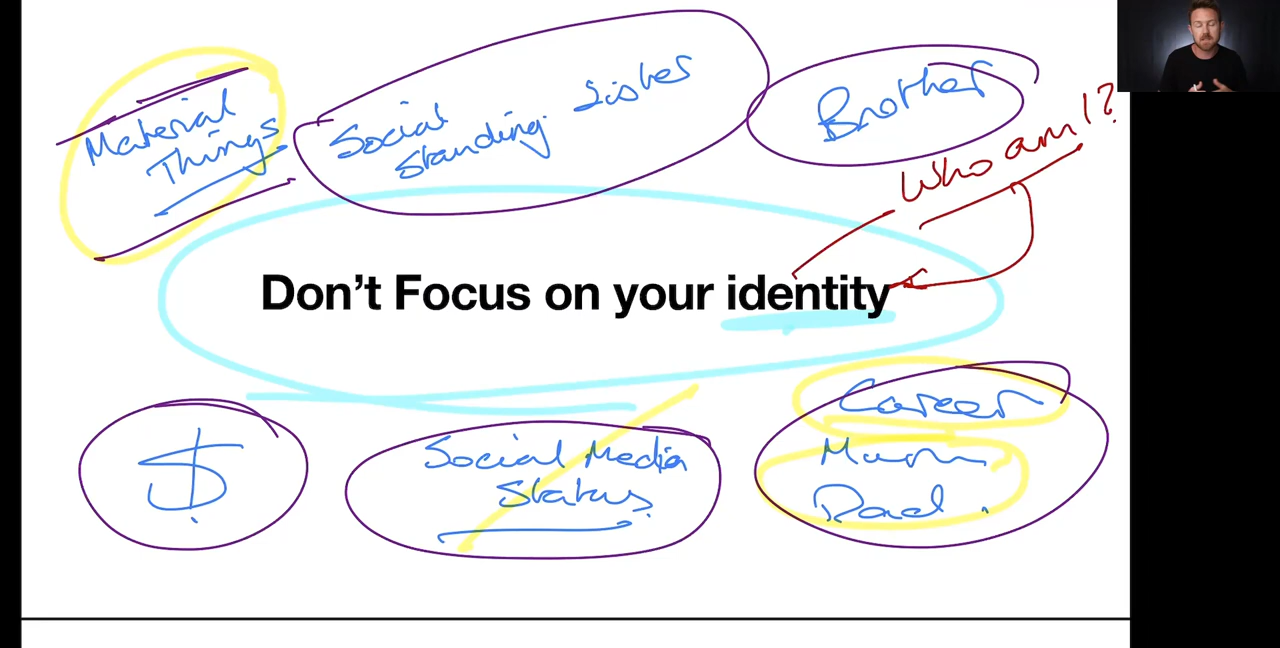 Material
Things
Social
Standing
Sister
Brother
Who am I?
Don't Focus on your identity
$
Social Media
Status
Career
Mum
Dad